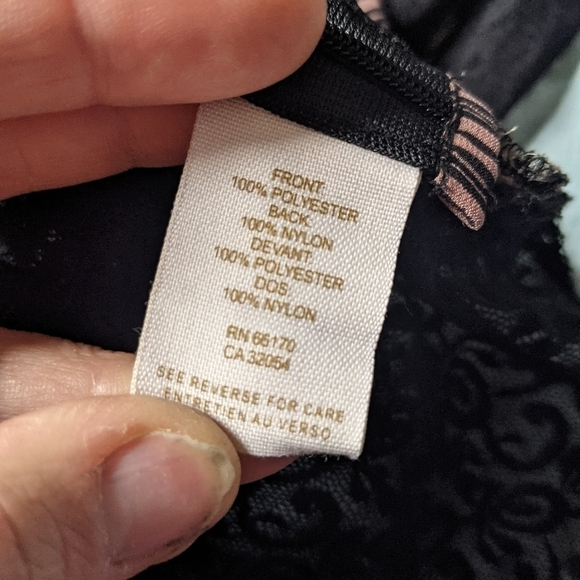 FRONT
100% POLYESTER
BACK
100% NYLON
DEVANT
100% POLYESTER
DOS
100% NYLON
RN 66170
CA 32054
SEE REVERSE FOR CARE
ENTRETIEN AU VERSO